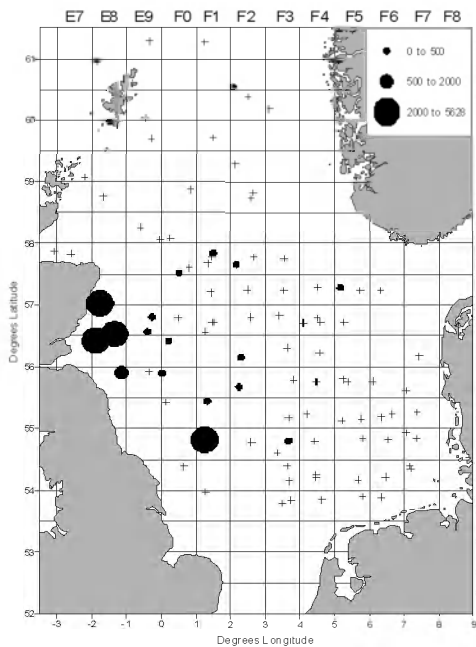 E7 E8 E9 F0 F1 F2 F3 F4 F5 F6 F7 F8
0 to 500
500 to 2000
2000 to 5628
61
60
59
58
57
56
55
54
53
52
Degrees Latitude
-3 -2 -1 0 1 2 3 4 5 6 7 8 9
Degrees Longitude